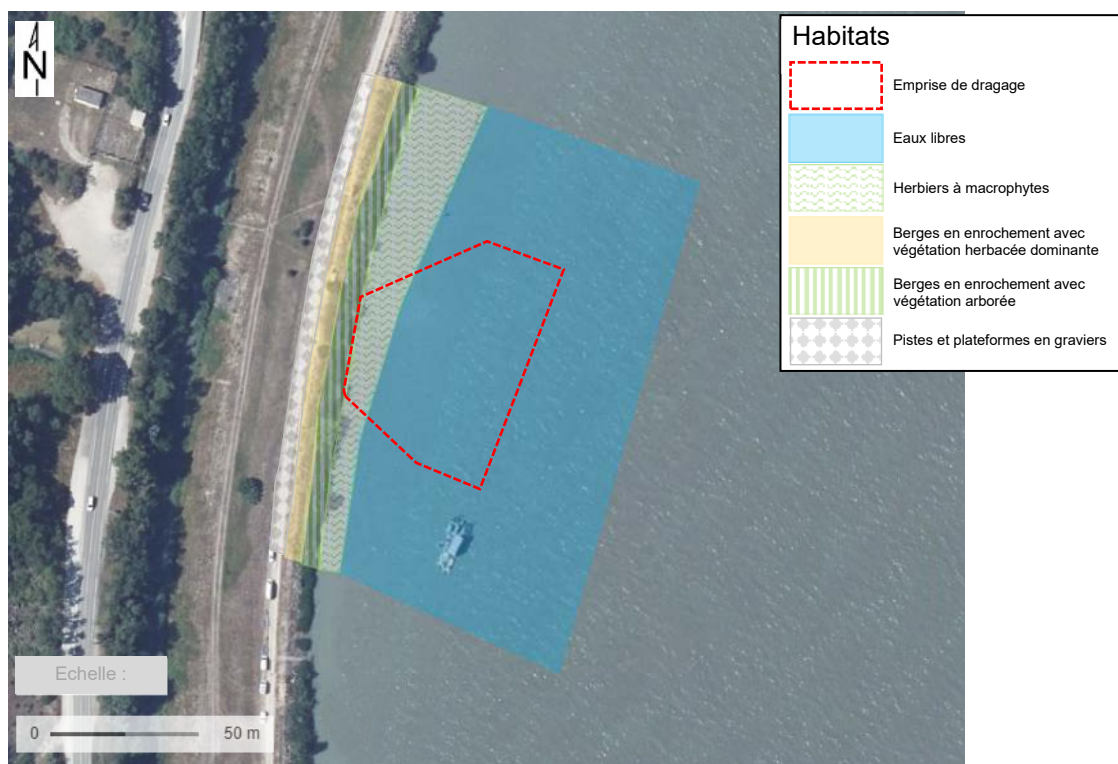 N
Habitats
Emprise de dragage
Eaux libres
Herbiers à macrophytes
Berges en enrochement avec
végétation herbacée dominante
Berges en enrochement avec
végétation arborée
Pistes et plateformes en graviers
Echelle :
0 50 m